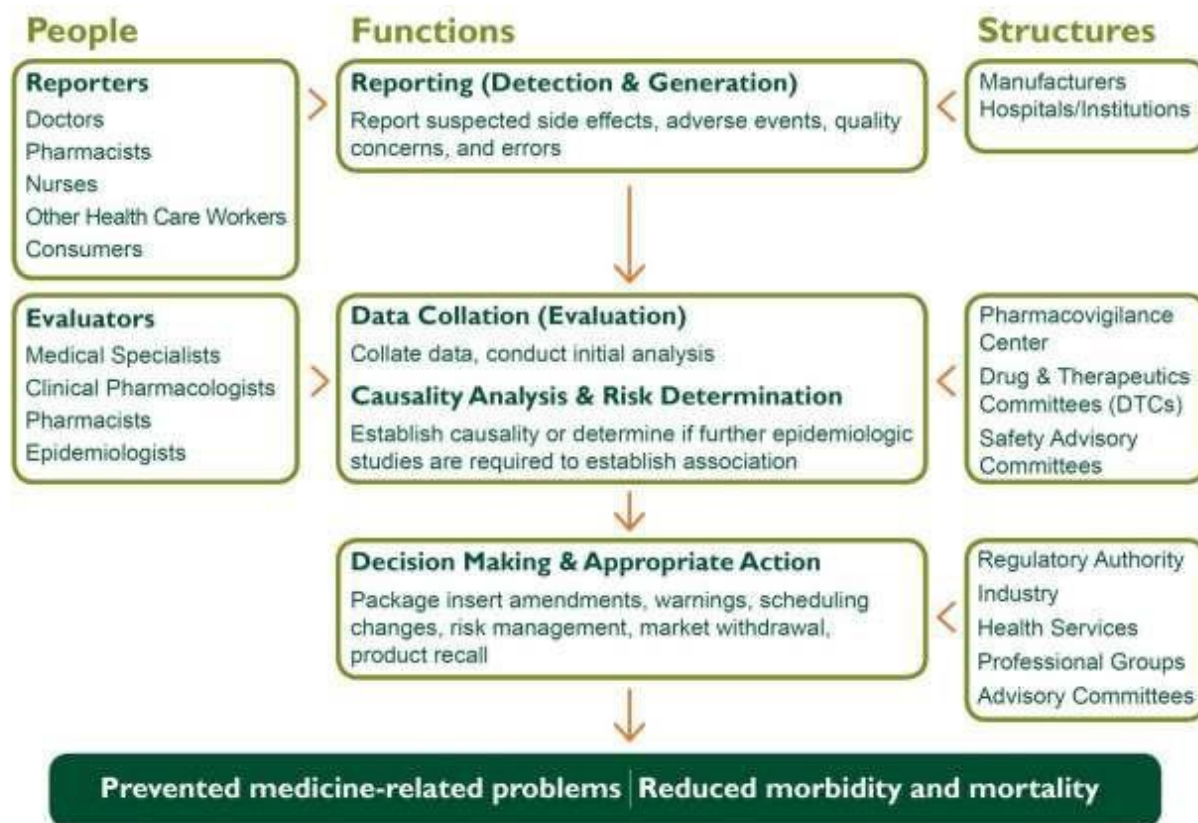 People
Functions
Structures
Reporters
Doctors
Pharmacists
Nurses
Other Health Care Workers
Consumers
Reporting (Detection & Generation)
Report suspected side effects, adverse events, quality
concerns, and errors
Manufacturers
Hospitals/Institutions
Evaluators
Medical Specialists
Clinical Pharmacologists
Pharmacists
Epidemiologists
Data Collation (Evaluation)
Collate data, conduct initial analysis
Causality Analysis & Risk Determination
Establish causality or determine if further epidemiologic
studies are required to establish association
Pharmacovigilance
Center
Drug & Therapeutics
Committees (DTCs)
Safety Advisory
Committees
Decision Making & Appropriate Action
Package insert amendments, warnings, scheduling
changes, risk management, market withdrawal,
product recall
Regulatory Authority
Industry
Health Services
Professional Groups
Advisory Committees
Prevented medicine-related problems | Reduced morbidity and mortality